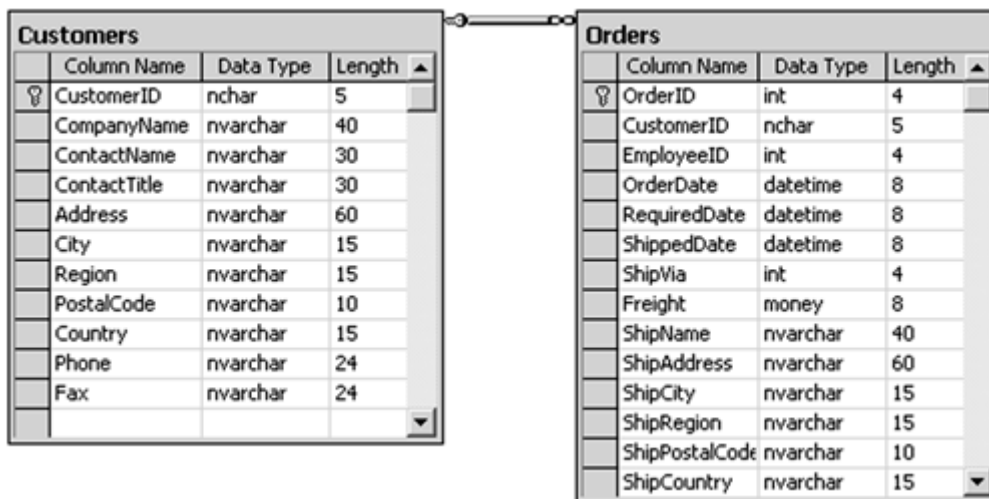 Customers
Column Name Data Type Length
CustomerID nchar 5
CompanyName nvarchar 40
ContactName nvarchar 30
ContactTitle nvarchar 30
Address nvarchar 60
City nvarchar 15
Region nvarchar 15
PostalCode nvarchar 10
Country nvarchar 15
Phone nvarchar 24
Fax nvarchar 24
Orders
Column Name Data Type Length
OrderID int 4
CustomerID nchar 5
EmployeeID int 4
OrderDate datetime 8
RequiredDate datetime 8
ShippedDate datetime 8
ShipVia int 4
Freight money 8
ShipName nvarchar 40
ShipAddress nvarchar 60
ShipCity nvarchar 15
ShipRegion nvarchar 15
ShipPostalCode nvarchar 10
ShipCountry nvarchar 15